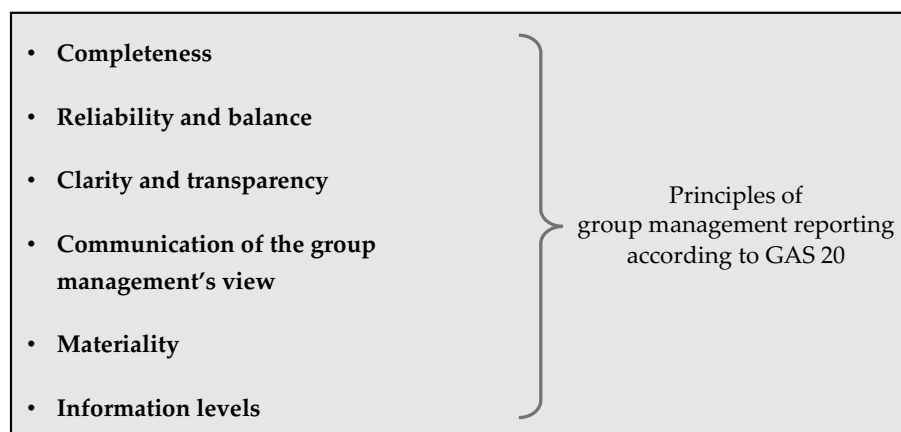 • Completeness
• Reliability and balance
• Clarity and transparency
• Communication of the group
management's view
• Materiality
• Information levels
Principles of
group management reporting
according to GAS 20